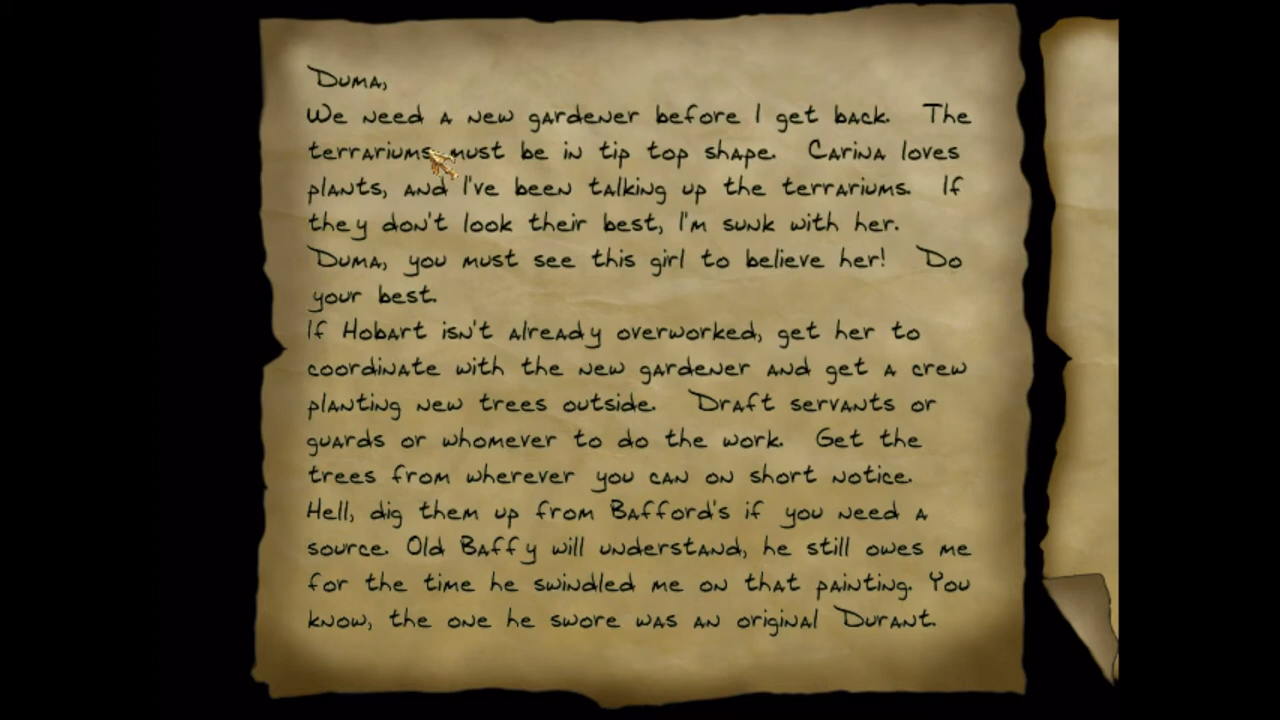 Duma,
We need a new gardener before I get back. The
terrariums must be in tip top shape. Carina loves
plants, and I've been talking up the terrariums. If
they don't look their best, I'm sunk with her.
Duma, you must see this girl to believe her! Do
your best.
If Hobart isn't already overworked, get her to
coordinate with the new gardener and get a crew
planting new trees outside. Draft servants or
guards or whomever to do the work. Get the
trees from wherever you can on short notice.
Hell, dig them up from Bafford's if you need a
source. Old Baffy will understand, he still owes me
for the time he swindled me on that painting. You
know, the one he swore was an original Durant.